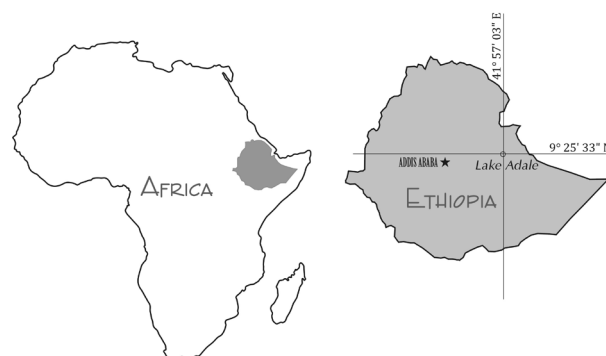 AFRICA
41° 57' 03" E
9° 25' 33" N
ADDIS ABABA
Lake Adale
ETHIOPIA